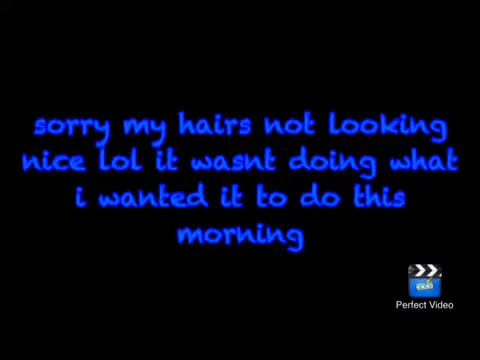 sorry my hairs not looking
nice lol it wasnt doing what
i wanted it to do this
morning
Perfect Video